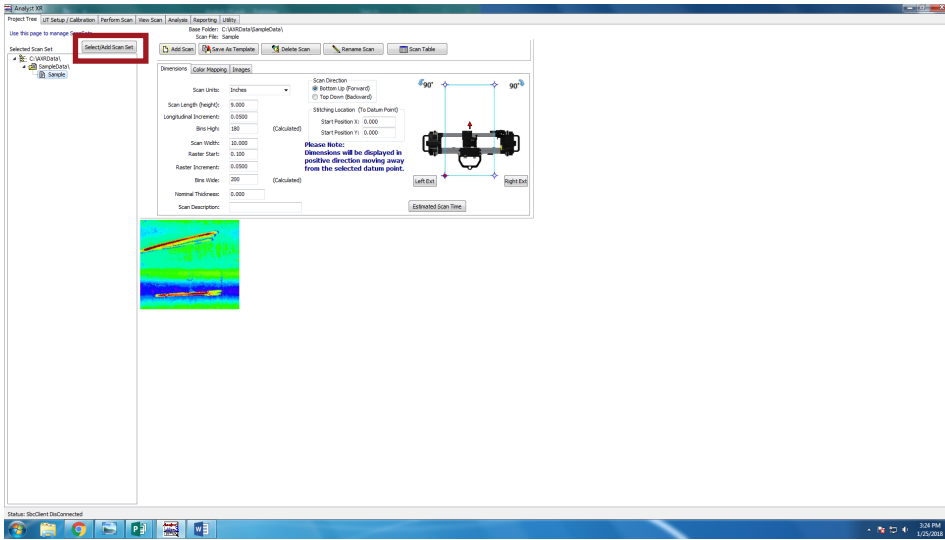 Analyst XR
Project Tree UT Setup / Calibration Perform Scan View Scan Analysis Reporting Utility
Use this page to manage
Base Folder: C:\AXRData\SampleData\
Scan File: Sample
Selected Scan Set
Select/Add Scan Set
C:\AXRData\
SampleData\
Sample
Add Scan Save As Template Delete Scan Rename Scan Scan Table
Dimensions Color Mapping Images
Scan Units: Inches
Scan Length (height): 9.000
Longitudinal Increment: 0.0500
Bins High: 180 (Calculated)
Scan Width: 10.000
Raster Start: 0.100
Raster Increment: 0.0500
Bins Wide: 200 (Calculated)
Nominal Thickness: 0.000
Scan Description:
Scan Direction
Bottom Up (Forward)
Top Down (Backward)
Stitching Location (To Datum Point)
Start Position X: 0.000
Start Position Y: 0.000
Please Note:
Dimensions will be displayed in
positive direction moving away
from the selected datum point.
90° 90°
Left Ext Right Ext
Estimated Scan Time
Status: SbcClient DisConnected
3:24 PM
1/25/2018